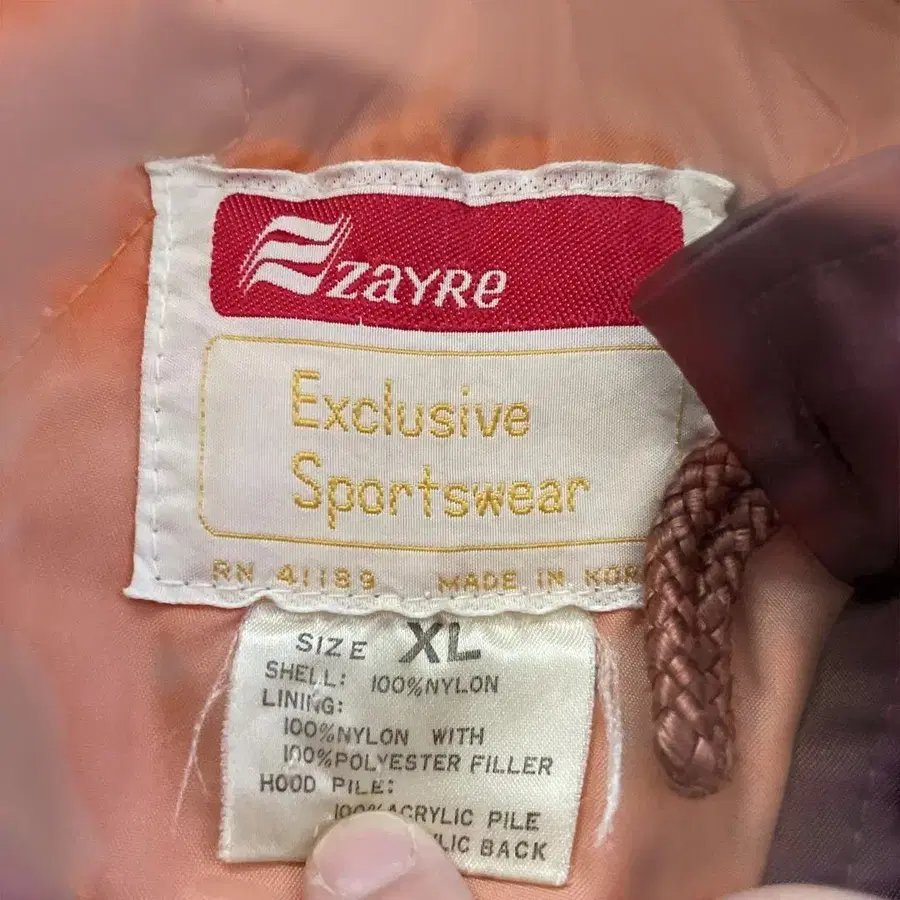 zayre
Exclusive
Sportswear
RN 41189 MADE IN KOR
SIZE XL
SHELL: 100%NYLON
LINING:
100%NYLON WITH
100%POLYESTER FILLER
HOOD PILE:
100%ACRYLIC PILE
LIC BACK